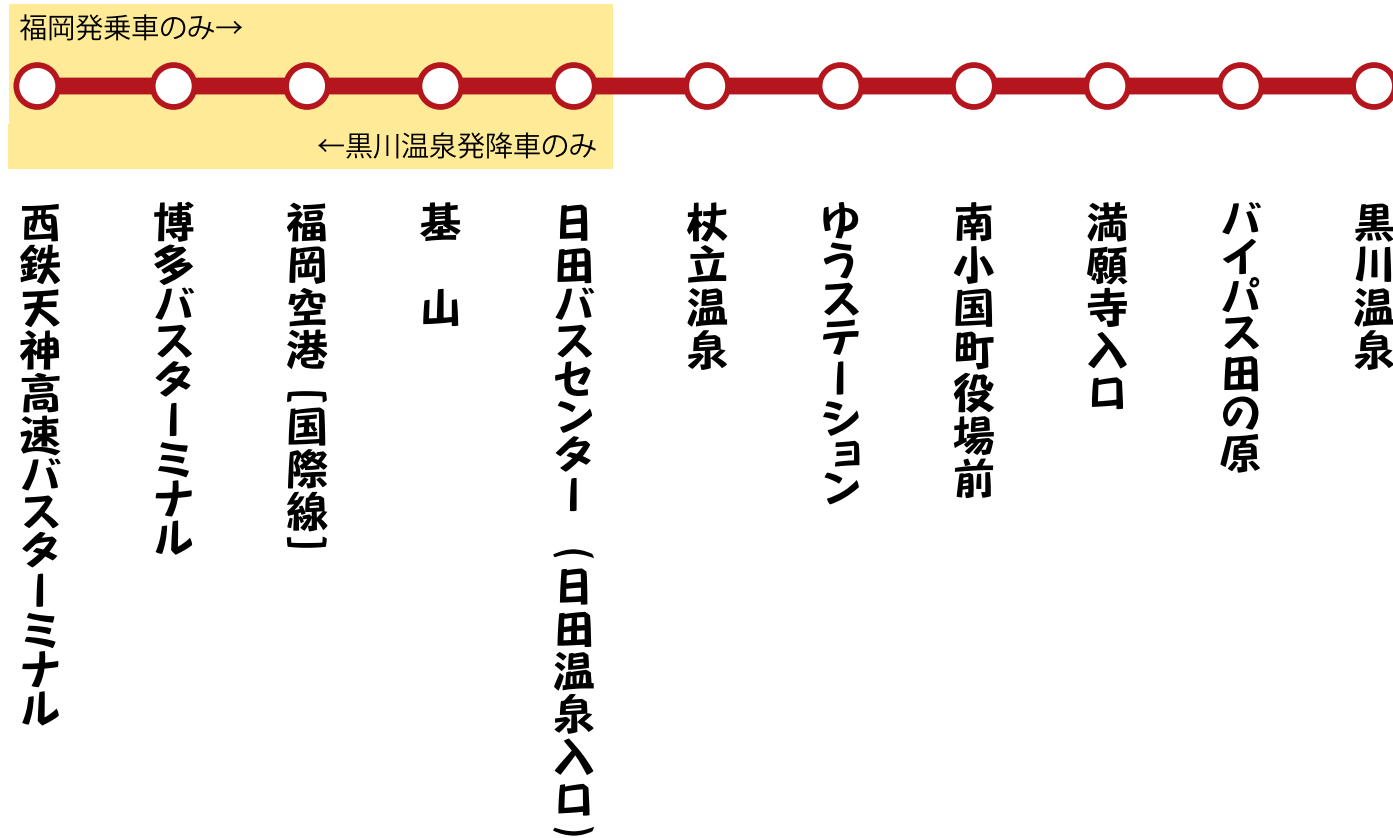 福岡発乗車のみ→
←黒川温泉発降車のみ
西鉄天神高速バスターミナル
博多バスターミナル
福岡空港［国際線］
基　山
日田バスセンター （日田温泉入口）
杖立温泉
ゆうステーション
南小国町役場前
満願寺入口
バイパス田の原
黒川温泉